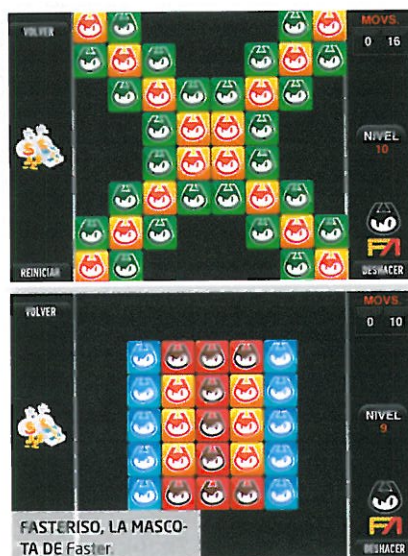 VOLVER
MOVS.
0 16
NIVEL
10
REINICIAR
DESHACER
VOLVER
MOVS.
0 10
NIVEL
9
DESHACER
FASTERISO, LA MASCO-
TA DE Faster.